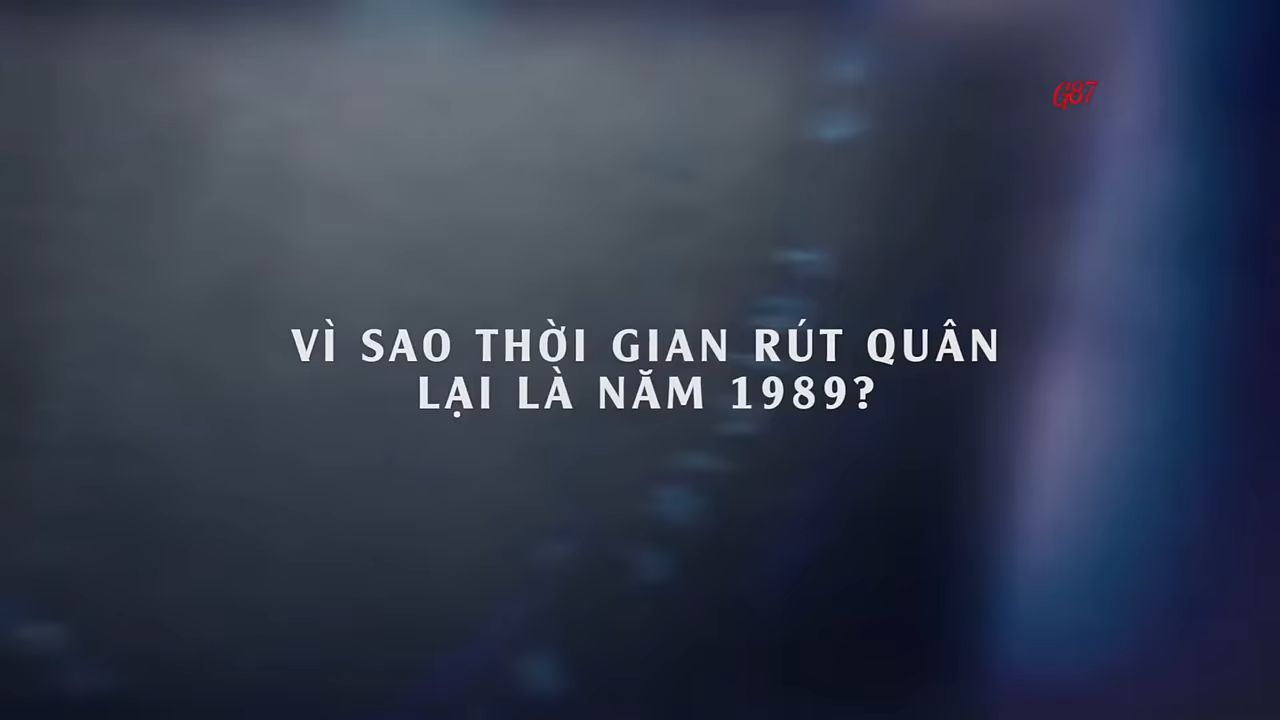 G87
VÌ SAO THỜI GIAN RÚT QUÂN
LẠI LÀ NĂM 1989?